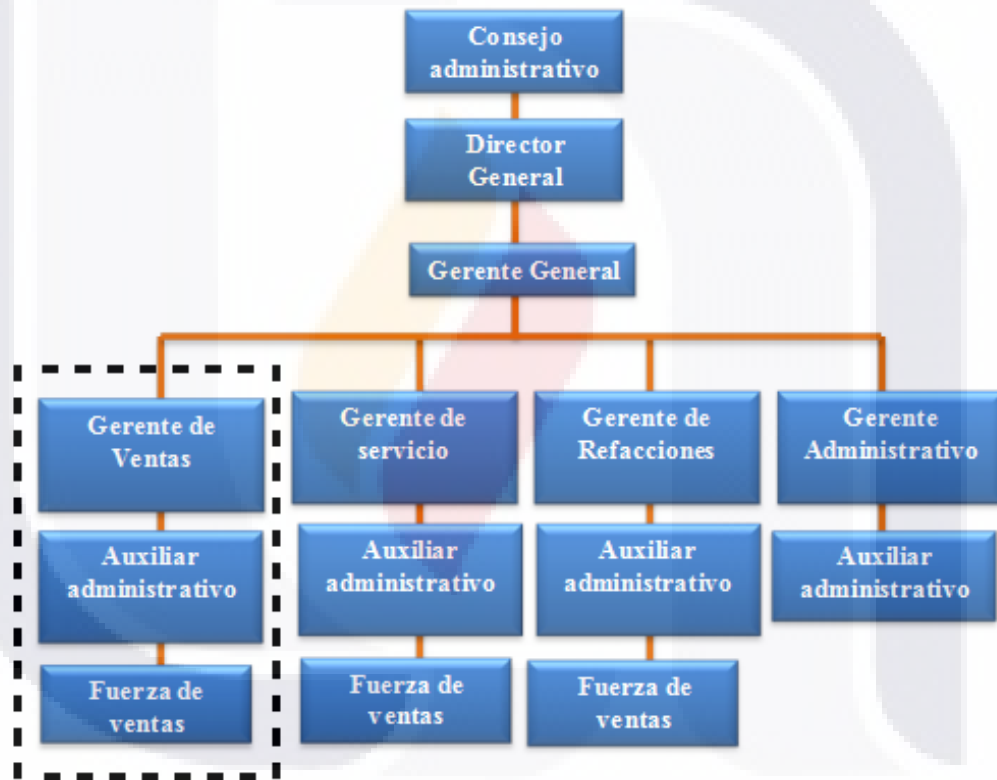 Consejo
administrativo
Director
General
Gerente General
Gerente de
Ventas
Gerente de
servicio
Gerente de
Refacciones
Gerente
Administrativo
Auxiliar
administrativo
Auxiliar
administrativo
Auxiliar
administrativo
Auxiliar
administrativo
Fuerza de
ventas
Fuerza de
ventas
Fuerza de
ventas